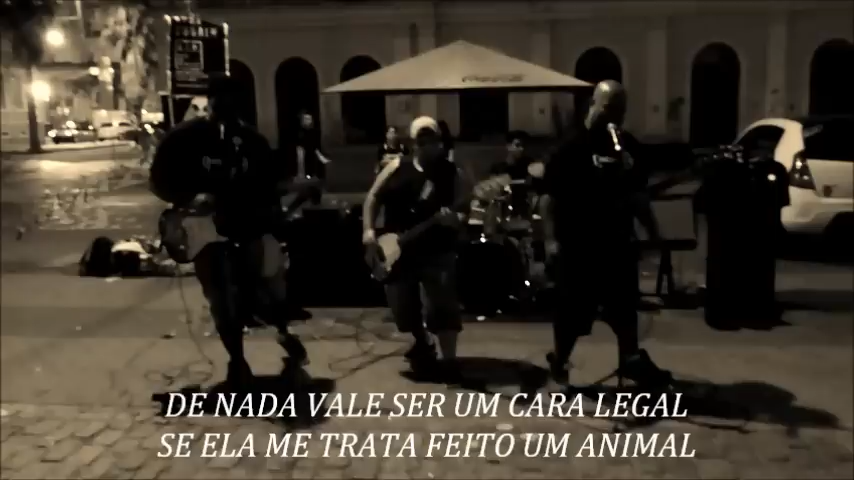 DE NADA VALE SER UM CARA LEGAL
SE ELA ME TRATA FEITO UM ANIMAL